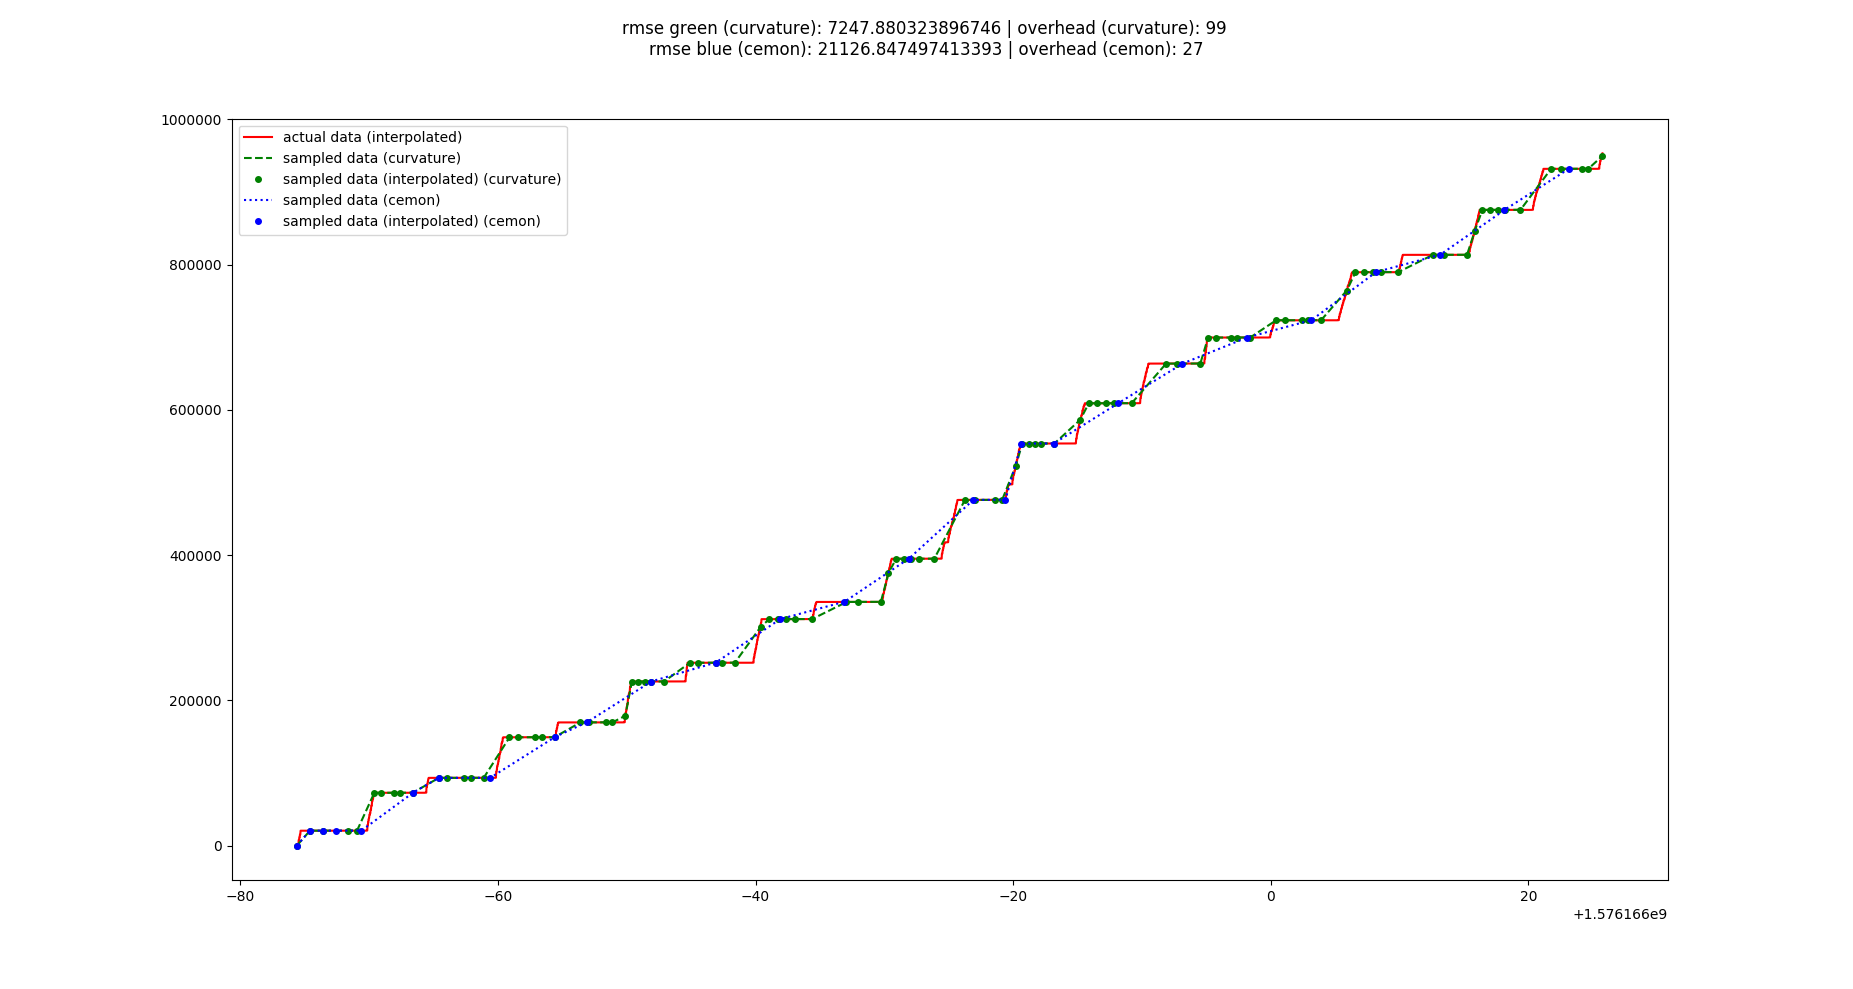 rmse green (curvature): 7247.880323896746 | overhead (curvature): 99
rmse blue (cemon): 21126.847497413393 | overhead (cemon): 27
1000000
800000
600000
400000
200000
0
actual data (interpolated)
sampled data (curvature)
sampled data (interpolated) (curvature)
sampled data (cemon)
sampled data (interpolated) (cemon)
−80 −60 −40 −20 0 20
+1.576166e9